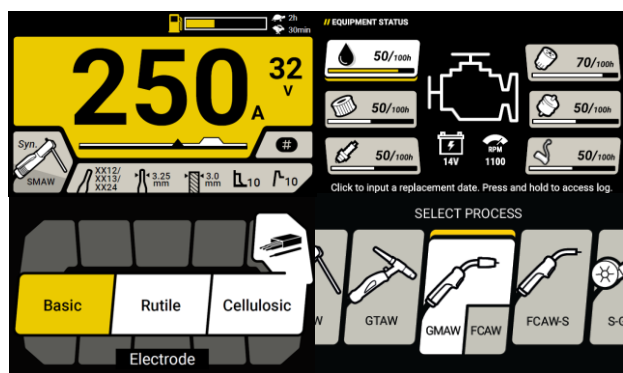 2h
30min
250 A
32
V
Syn.
SMAW
#
XX12/
XX13/
XX24
3.25
mm
3.0
mm
10
10
// EQUIPMENT STATUS
50/100h
70/100h
50/100h
50/100h
50/100h
50/100h
RPM
14V
1100
Click to input a replacement date. Press and hold to access log.
Basic
Rutile
Cellulosic
Electrode
SELECT PROCESS
W
GTAW
GMAW
FCAW
FCAW-S
S-G